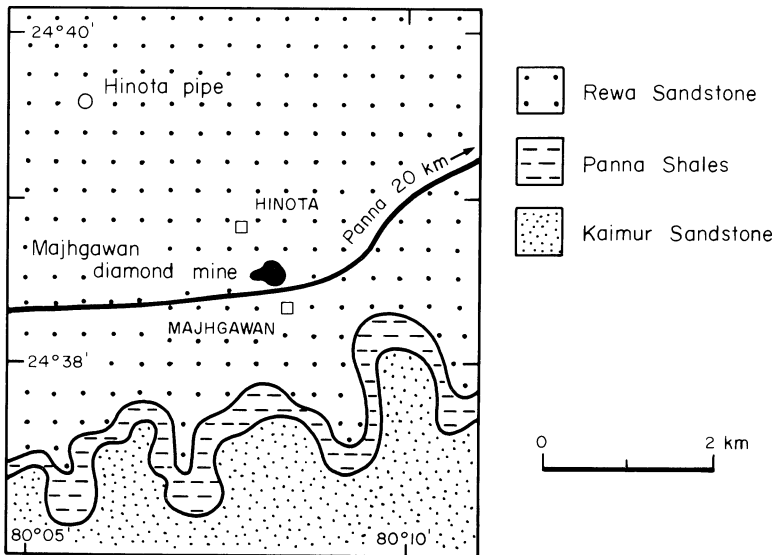 24°40'
Hinota pipe
HINOTA
Panna 20 km
Majhgawan
diamond mine
MAJHGAWAN
24°38'
80°05'
80°10'
Rewa Sandstone
Panna Shales
Kaimur Sandstone
0
2 km